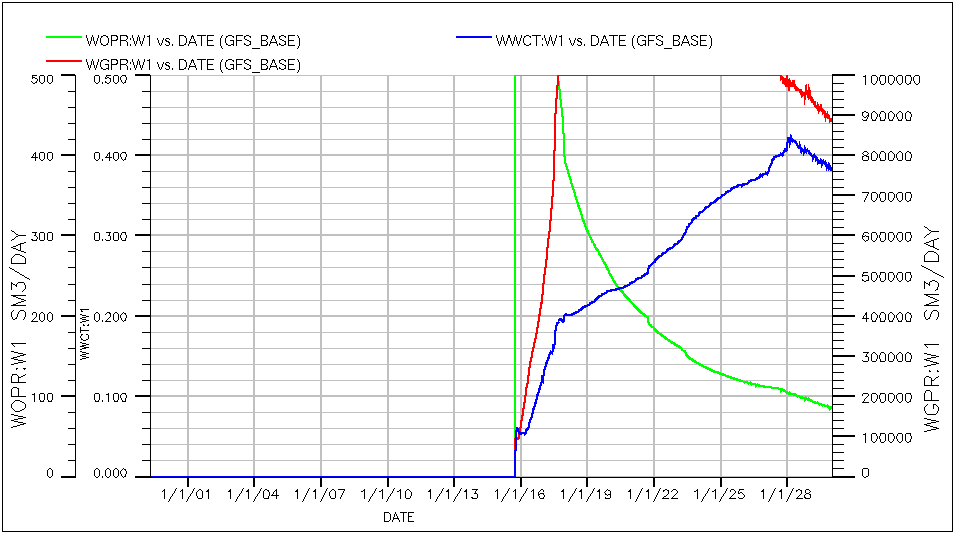 WOPR:W1 vs. DATE (GFS_BASE)
WWCT:W1 vs. DATE (GFS_BASE)
WGPR:W1 vs. DATE (GFS_BASE)
500 0.500 1000000
900000
400 0.400 800000
700000
300 0.300 600000
500000
200 0.200 400000
300000
100 0.100 200000
100000
0 0.000 0
WOPR:W1 SM3/DAY
WWCT:W1
WGPR:W1 SM3/DAY
1/1/01 1/1/04 1/1/07 1/1/10 1/1/13 1/1/16 1/1/19 1/1/22 1/1/25 1/1/28
DATE